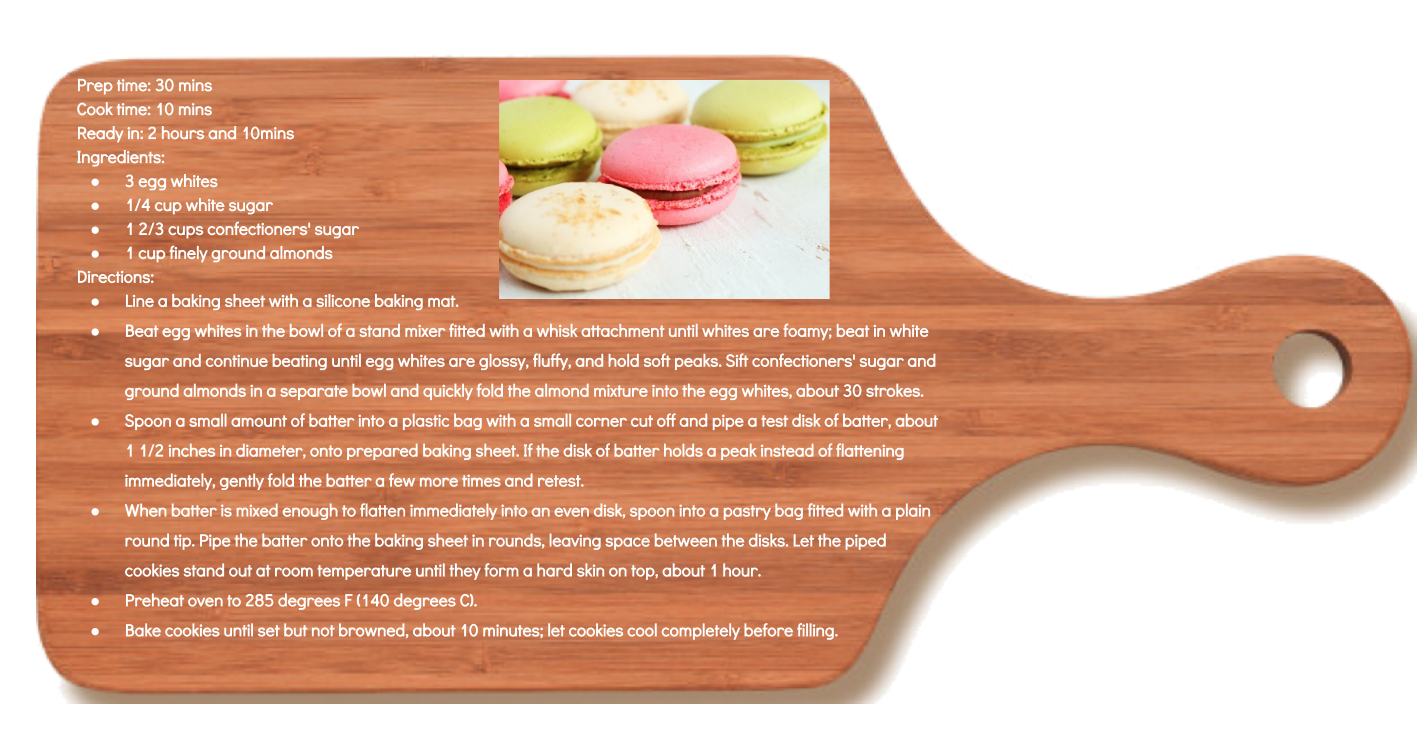 Prep time: 30 mins
Cook time: 10 mins
Ready in: 2 hours and 10mins
Ingredients:
● 3 egg whites
● 1/4 cup white sugar
● 1 2/3 cups confectioners' sugar
● 1 cup finely ground almonds
Directions:
● Line a baking sheet with a silicone baking mat.
● Beat egg whites in the bowl of a stand mixer fitted with a whisk attachment until whites are foamy; beat in white
sugar and continue beating until egg whites are glossy, fluffy, and hold soft peaks. Sift confectioners' sugar and
ground almonds in a separate bowl and quickly fold the almond mixture into the egg whites, about 30 strokes.
● Spoon a small amount of batter into a plastic bag with a small corner cut off and pipe a test disk of batter, about
1 1/2 inches in diameter, onto prepared baking sheet. If the disk of batter holds a peak instead of flattening
immediately, gently fold the batter a few more times and retest.
● When batter is mixed enough to flatten immediately into an even disk, spoon into a pastry bag fitted with a plain
round tip. Pipe the batter onto the baking sheet in rounds, leaving space between the disks. Let the piped
cookies stand out at room temperature until they form a hard skin on top, about 1 hour.
● Preheat oven to 285 degrees F (140 degrees C).
● Bake cookies until set but not browned, about 10 minutes; let cookies cool completely before filling.